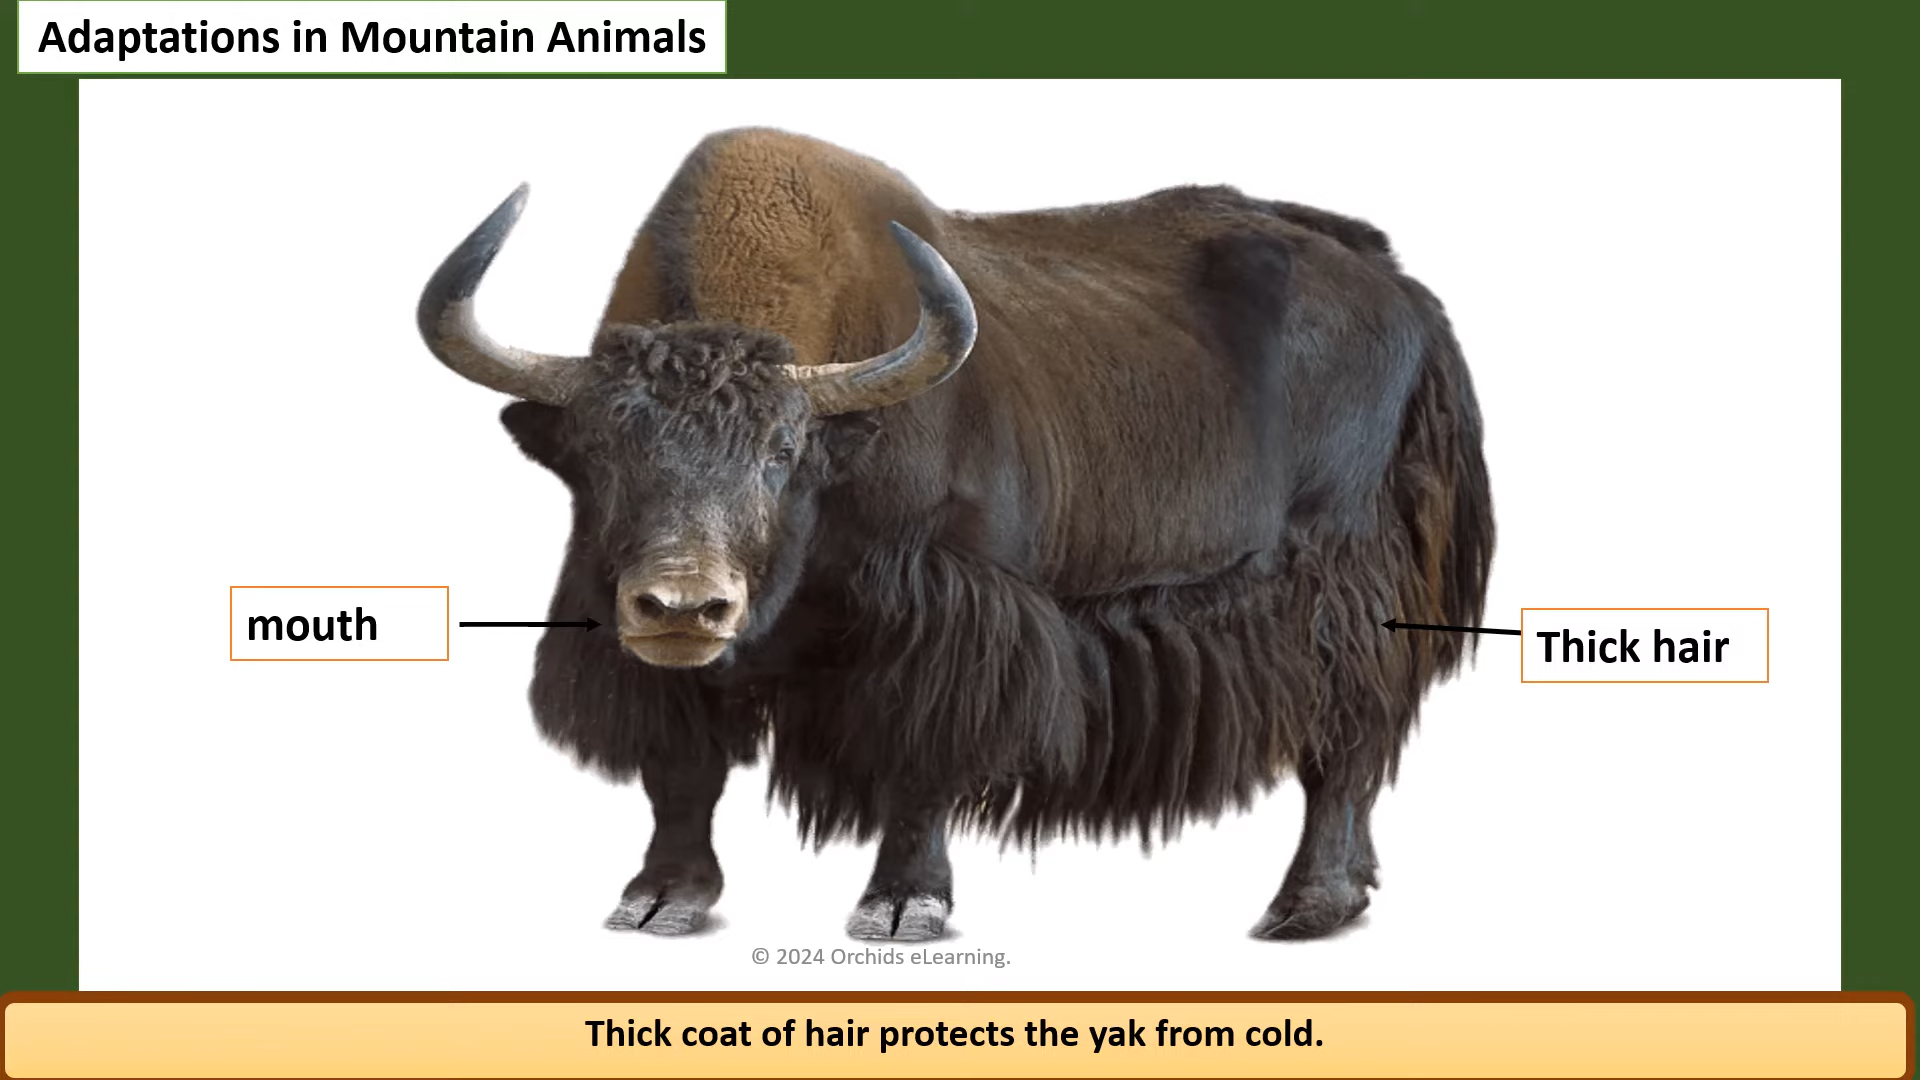 Adaptations in Mountain Animals
mouth
Thick hair
© 2024 Orchids eLearning.
Thick coat of hair protects the yak from cold.